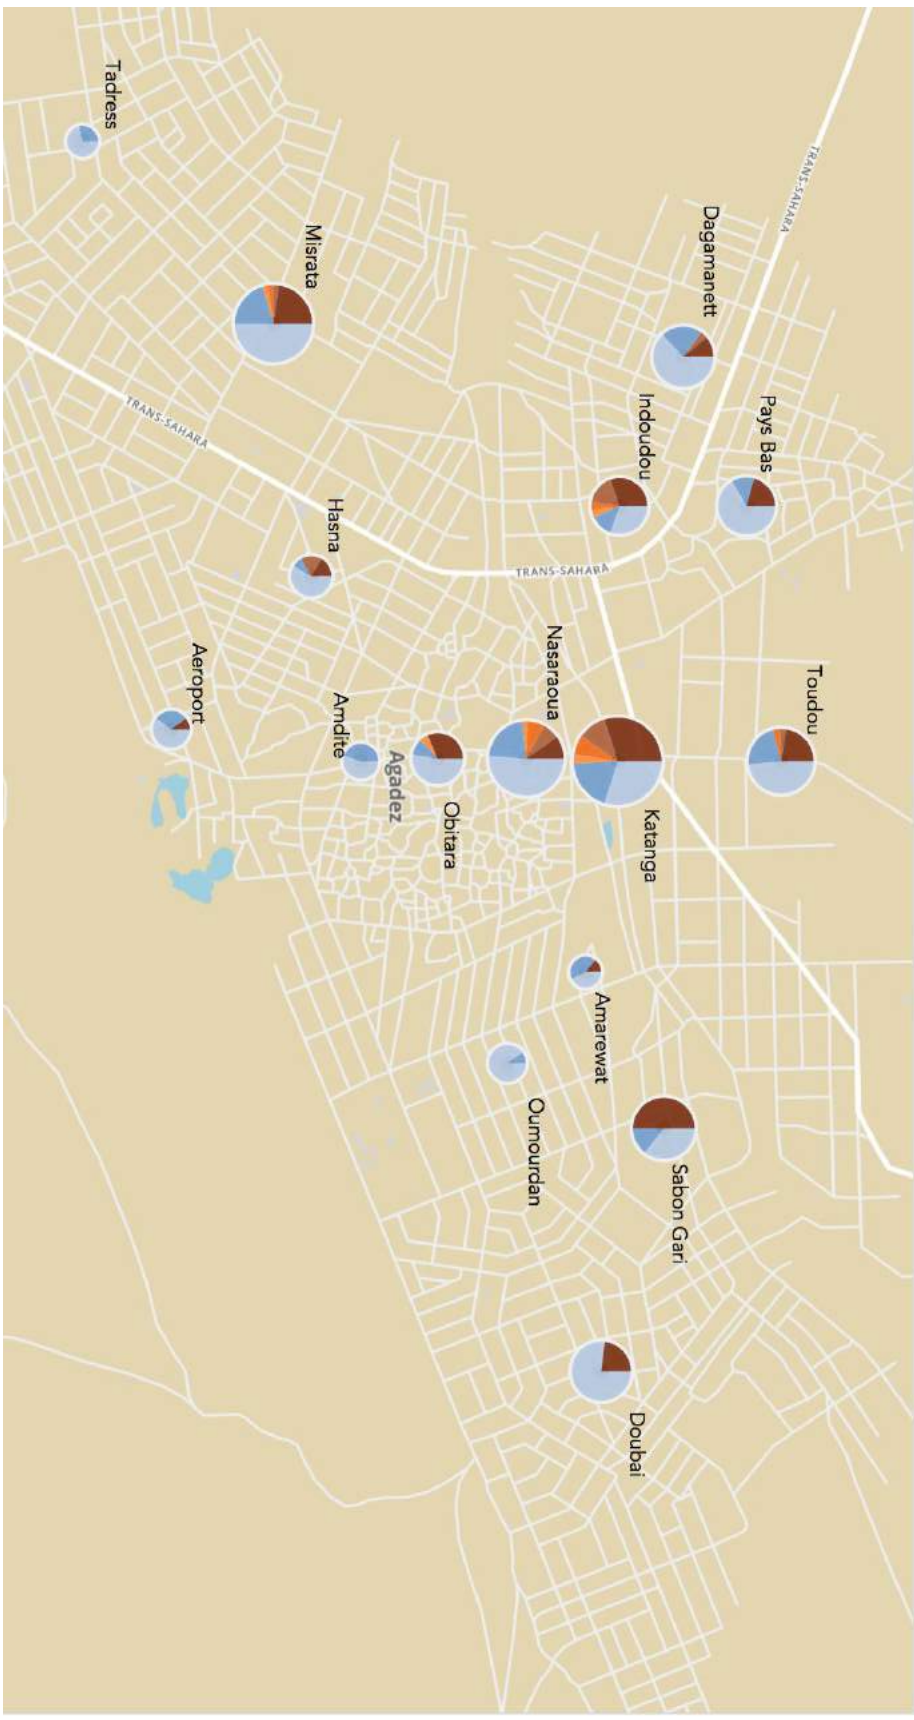 Tadress
Misrata
TRANS-SAHARA
Dagamanett
Pays Bas
Indoudou
TRANS-SAHARA
Hasna
TRANS-SAHARA
Aeroport
Amdite
Agadez
Obitara
Nasaraoua
Katanga
Toudou
Amarewat
Oumourdan
Sabon Gari
Doubai